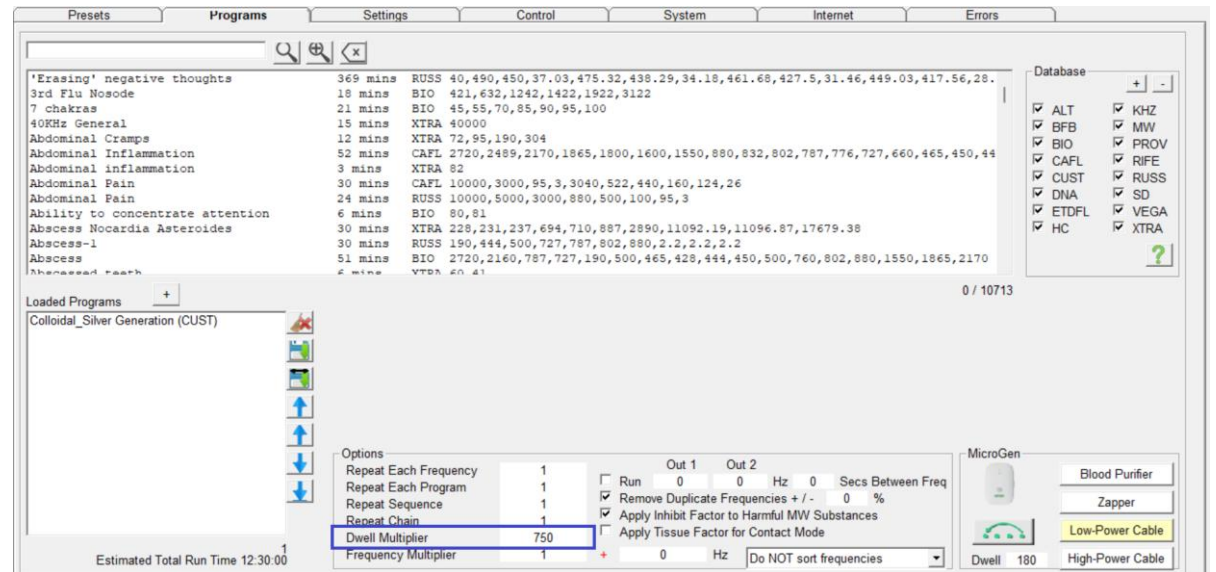 Presets Programs Settings Control System Internet Errors
'Erasing' negative thoughts 369 mins RUSS 40,490,450,37.03,475.32,438.29,34.18,461.68,427.5,31.46,449.03,417.56,28.
3rd Flu Nosode 18 mins BIO 421,632,1242,1422,1922,3122
7 chakras 21 mins BIO 45,55,70,85,90,95,100
40KHz General 15 mins XTRA 40000
Abdominal Cramps 12 mins XTRA 72,95,190,304
Abdominal Inflammation 52 mins CAFL 2720,2489,2170,1865,1800,1600,1550,880,832,802,787,776,727,660,465,450,44
Abdominal inflammation 3 mins XTRA 82
Abdominal Pain 30 mins CAFL 10000,3000,95,3,3040,522,440,160,124,26
Abdominal Pain 24 mins RUSS 10000,5000,3000,880,500,100,95,3
Ability to concentrate attention 6 mins BIO 80,81
Abscess Nocardia Asteroides 30 mins XTRA 228,231,237,694,710,887,2890,11092.19,11096.87,17679.38
Abscess-1 30 mins RUSS 190,444,500,727,787,802,880,2.2,2.2,2.2
Abscess 51 mins BIO 2720,2160,787,727,190,500,465,428,444,450,500,760,802,880,1550,1865,2170
Abscessed teeth 6 mins XTRA 60,41
Database
+ -
ALT KHZ
BFB MW
BIO PROV
CAFL RIFE
CUST RUSS
DNA SD
ETDFL VEGA
HC XTRA
?
0 / 10713
Loaded Programs +
Colloidal_Silver Generation (CUST)
1
Estimated Total Run Time 12:30:00
Options
Repeat Each Frequency 1
Repeat Each Program 1
Repeat Sequence 1
Repeat Chain 1
Dwell Multiplier 750
Frequency Multiplier 1 + 0 Hz Do NOT sort frequencies
Out 1 Out 2
Run 0 0 Hz 0 Secs Between Freq
Remove Duplicate Frequencies + / - 0 %
Apply Inhibit Factor to Harmful MW Substances
Apply Tissue Factor for Contact Mode
MicroGen
Blood Purifier
Zapper
Low-Power Cable
Dwell 180 High-Power Cable